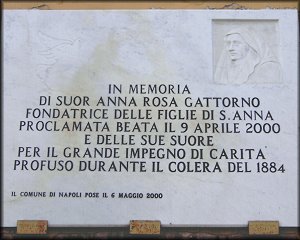 IN MEMORIA
DI SUOR ANNA ROSA GATTORNO
FONDATRICE DELLE FIGLIE DI S. ANNA
PROCLAMATA BEATA IL 9 APRILE 2000
E DELLE SUE SUORE
PER IL GRANDE IMPEGNO DI CARITA
PROFUSO DURANTE IL COLERA DEL 1884
IL COMUNE DI NAPOLI POSE IL 6 MAGGIO 2000